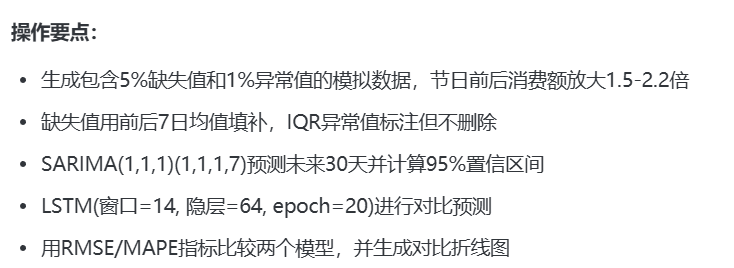 操作要点：
• 生成包含5%缺失值和1%异常值的模拟数据，节日前后消费额放大1.5-2.2倍
• 缺失值用前后7日均值填补，IQR异常值标注但不删除
• SARIMA(1,1,1)(1,1,1,7)预测未来30天并计算95%置信区间
• LSTM(窗口=14, 隐层=64, epoch=20)进行对比预测
• 用RMSE/MAPE指标比较两个模型，并生成对比折线图